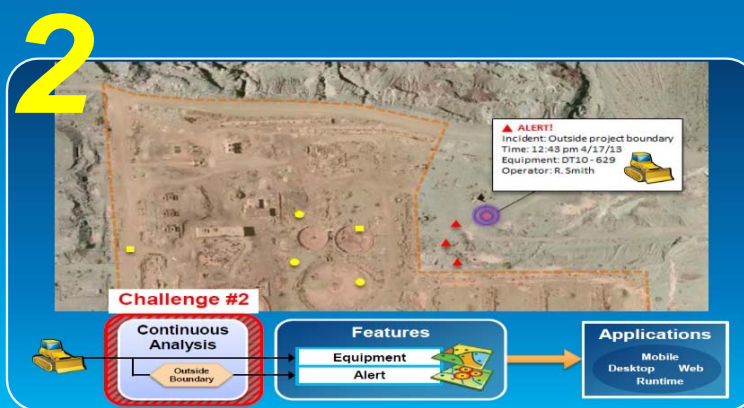 2
▲ ALERT!
Incident: Outside project boundary
Time: 12:43 pm 4/17/13
Equipment: DT10 - 629
Operator: R. Smith
Challenge #2
Continuous
Analysis
Outside
Boundary
Features
Equipment
Alert
Applications
Mobile
Desktop Web
Runtime